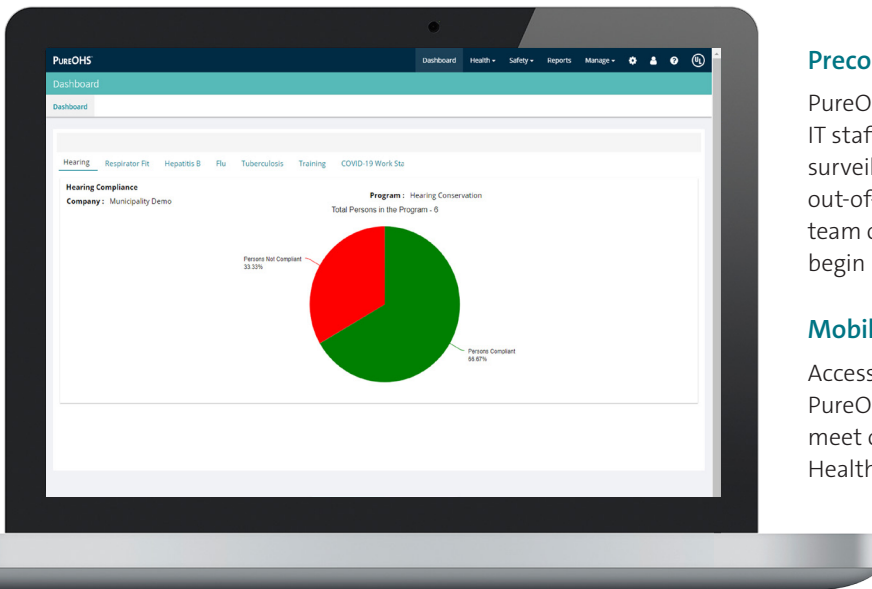 PUREOHS
Dashboard Health Safety Reports Manage
UL
Dashboard
Dashboard
Hearing Respirator Fit Hepatitis B Flu Tuberculosis Training COVID-19 Work Sta
Hearing Compliance
Company : Municipality Demo
Program : Hearing Conservation
Total Persons in the Program - 6
Persons Not Compliant
33.33%
Persons Compliant
66.67%
Preco
PureO
IT staf
surveil
out-of
team c
begin
Mobil
Access
PureO
meet c
Health